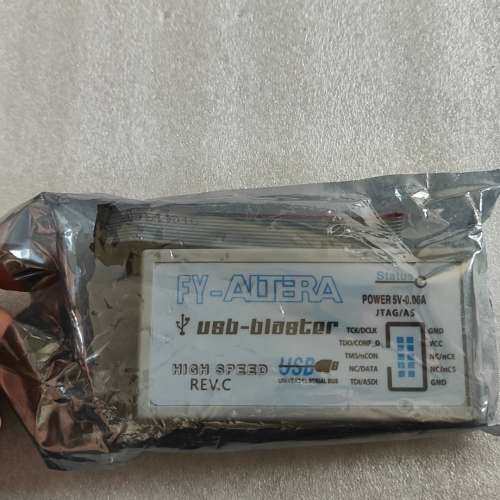 Status
FY-ALTERA
POWER 5V-0.06A
JTAG/AS
usb-blaster
TCK/DCLK
GND
TDO/CONF_D
VCC
TMS/nCON
NC/nCE
HIGH SPEED
USB
NC/DATA
NC/nCS
REV.C
UNIVERSAL SERIAL BUS
TDI/ASDI
GND